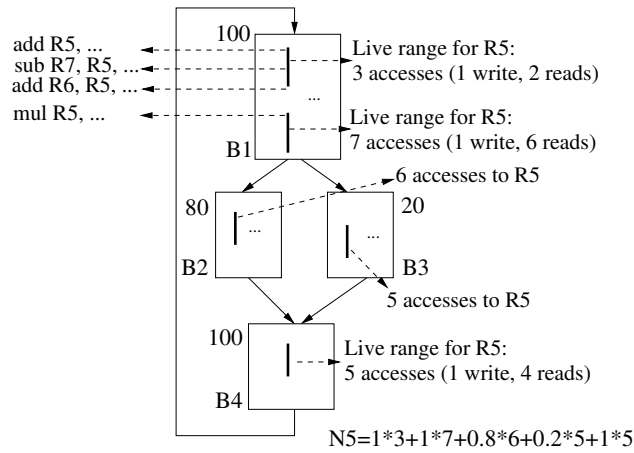 100
add R5, ...
sub R7, R5, ...
add R6, R5, ...
mul R5, ...
Live range for R5:
3 accesses (1 write, 2 reads)
...
Live range for R5:
7 accesses (1 write, 6 reads)
B1
6 accesses to R5
80
20
...
...
B2
B3
5 accesses to R5
100
Live range for R5:
5 accesses (1 write, 4 reads)
B4
N5=1*3+1*7+0.8*6+0.2*5+1*5